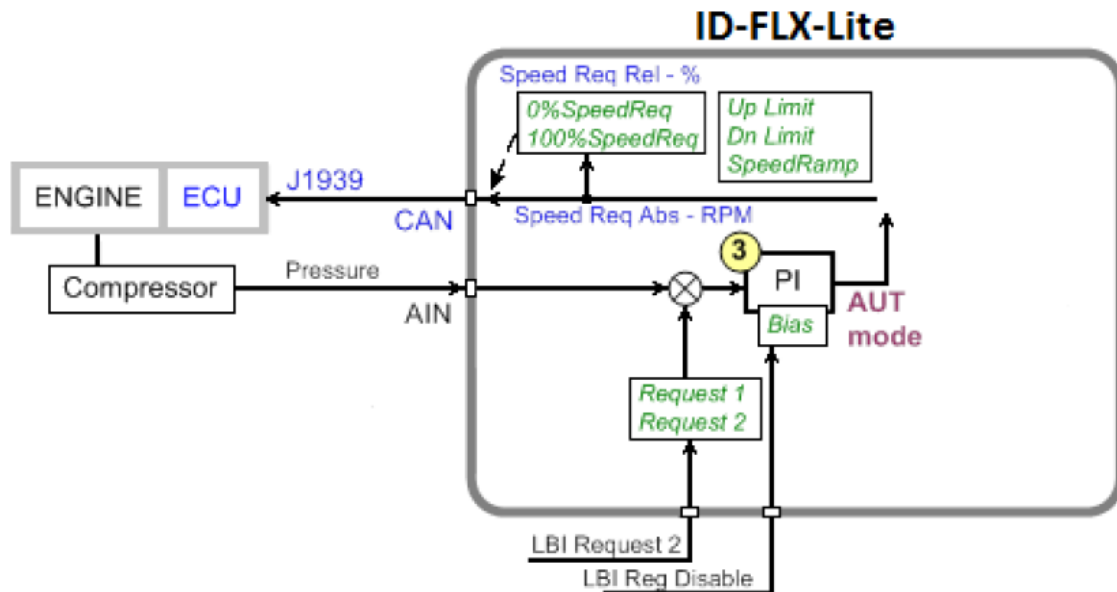 ID-FLX-Lite
Speed Req Rel - %
0%SpeedReq
100%SpeedReq
Up Limit
Dn Limit
SpeedRamp
ENGINE
ECU
J1939
CAN
Speed Req Abs - RPM
3
PI
Bias
AUT
mode
Compressor
Pressure
AIN
Request 1
Request 2
LBI Request 2
LBI Reg Disable